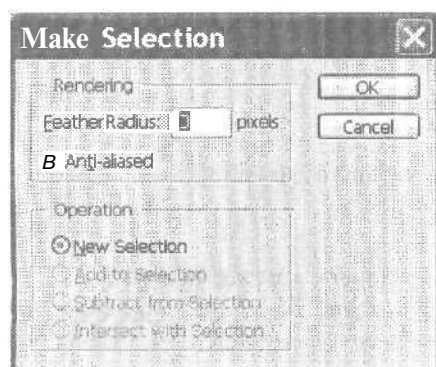 Make Selection
Rendering
OK
Feather Radius: pixels
Cancel
B Anti-aliased
Operation
New Selection
Add to Selection
Subtract from Selection
Intersect with Selection